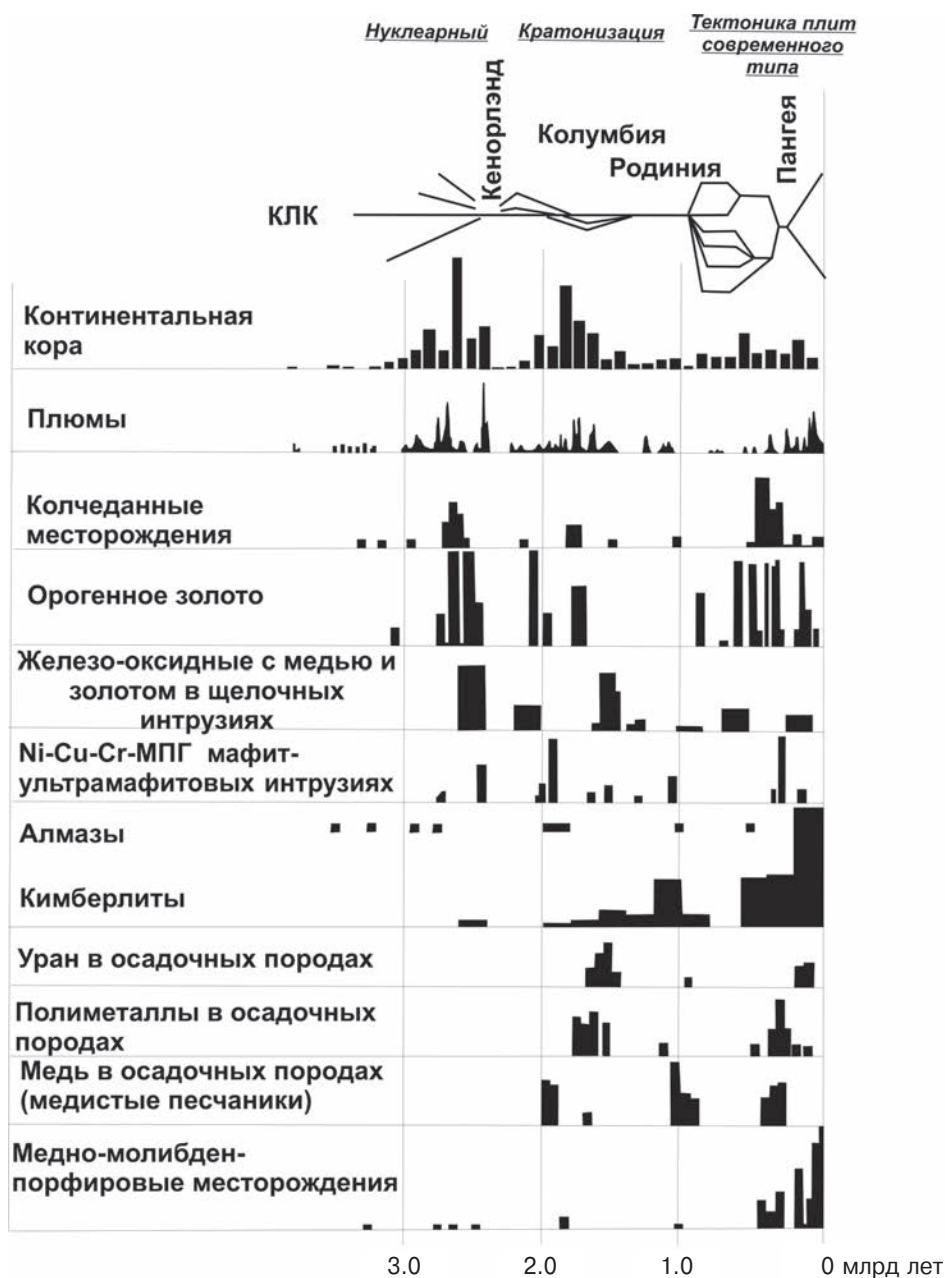 Нуклеарный Кратонизация Тектоника плит
современного
типа
Кенорлэнд
Колумбия
Родиния
Пангея
КЛК
Континентальная
кора
Плюмы
Колчеданные
месторождения
Орогенное золото
Железо-оксидные с медью и
золотом в щелочных
интрузиях
Ni-Cu-Cr-МПГ мафит-
ультрамафитовых интрузиях
Алмазы
Кимберлиты
Уран в осадочных породах
Полиметаллы в осадочных
породах
Медь в осадочных породах
(медистые песчаники)
Медно-молибден-
порфировые месторождения
3.0 2.0 1.0 0 млрд лет